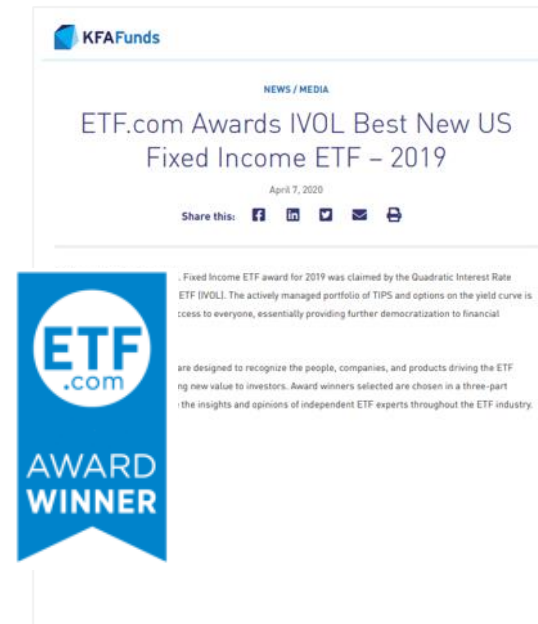 KFAFunds
NEWS / MEDIA
ETF.com Awards IVOL Best New US
Fixed Income ETF – 2019
April 7, 2020
Share this:
. Fixed Income ETF award for 2019 was claimed by the Quadratic Interest Rate
ETF (IVOL). The actively managed portfolio of TIPS and options on the yield curve is
ccess to everyone, essentially providing further democratization to financial
are designed to recognize the people, companies, and products driving the ETF
ng new value to investors. Award winners selected are chosen in a three-part
the insights and opinions of independent ETF experts throughout the ETF industry.
ETF
.com
AWARD
WINNER